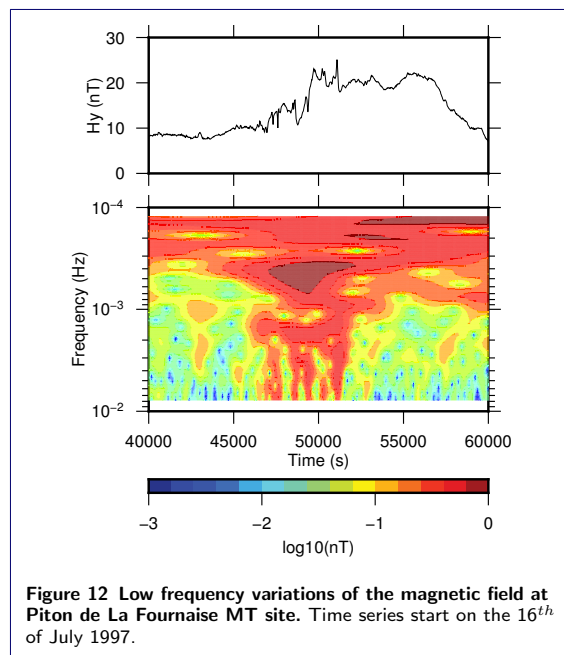 30
20
10
0
Hy (nT)
10⁻⁴
10⁻³
10⁻²
Frequency (Hz)
40000 45000 50000 55000 60000
Time (s)
−3 −2 −1 0
log10(nT)
Figure 12 Low frequency variations of the magnetic field at
Piton de La Fournaise MT site. Time series start on the 16ᵗʰ
of July 1997.